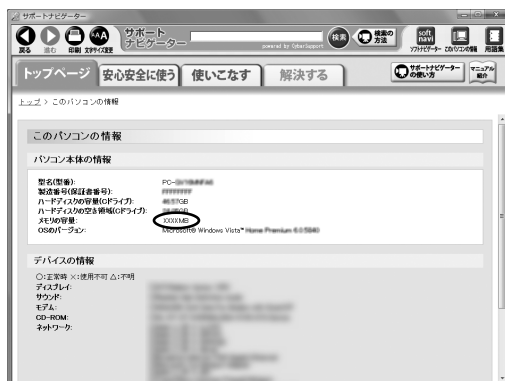 サポートナビゲーター
戻る 進む 印刷 文字サイズ変更
サポート
ナビゲーター
powered by CyberSupport
検索
検索の方法
soft navi
ソフトナビゲーター このパソコンの情報 用語集
トップページ 安心安全に使う 使いこなす 解決する
サポートナビゲーターの使い方
マニュアル紹介
トップ > このパソコンの情報
このパソコンの情報
パソコン本体の情報
型名(型番): PC-
製造番号(保証書番号):
ハードディスクの容量(Cドライブ): 46.57GB
ハードディスクの空き領域(Cドライブ):
メモリの容量: XXXXMB
OSのバージョン: Microsoft® Windows Vista™ Home Premium 6.0.5840
デバイスの情報
○:正常時 ×:使用不可 △:不明
ディスプレイ:
サウンド:
モデム:
CD-ROM:
ネットワーク: